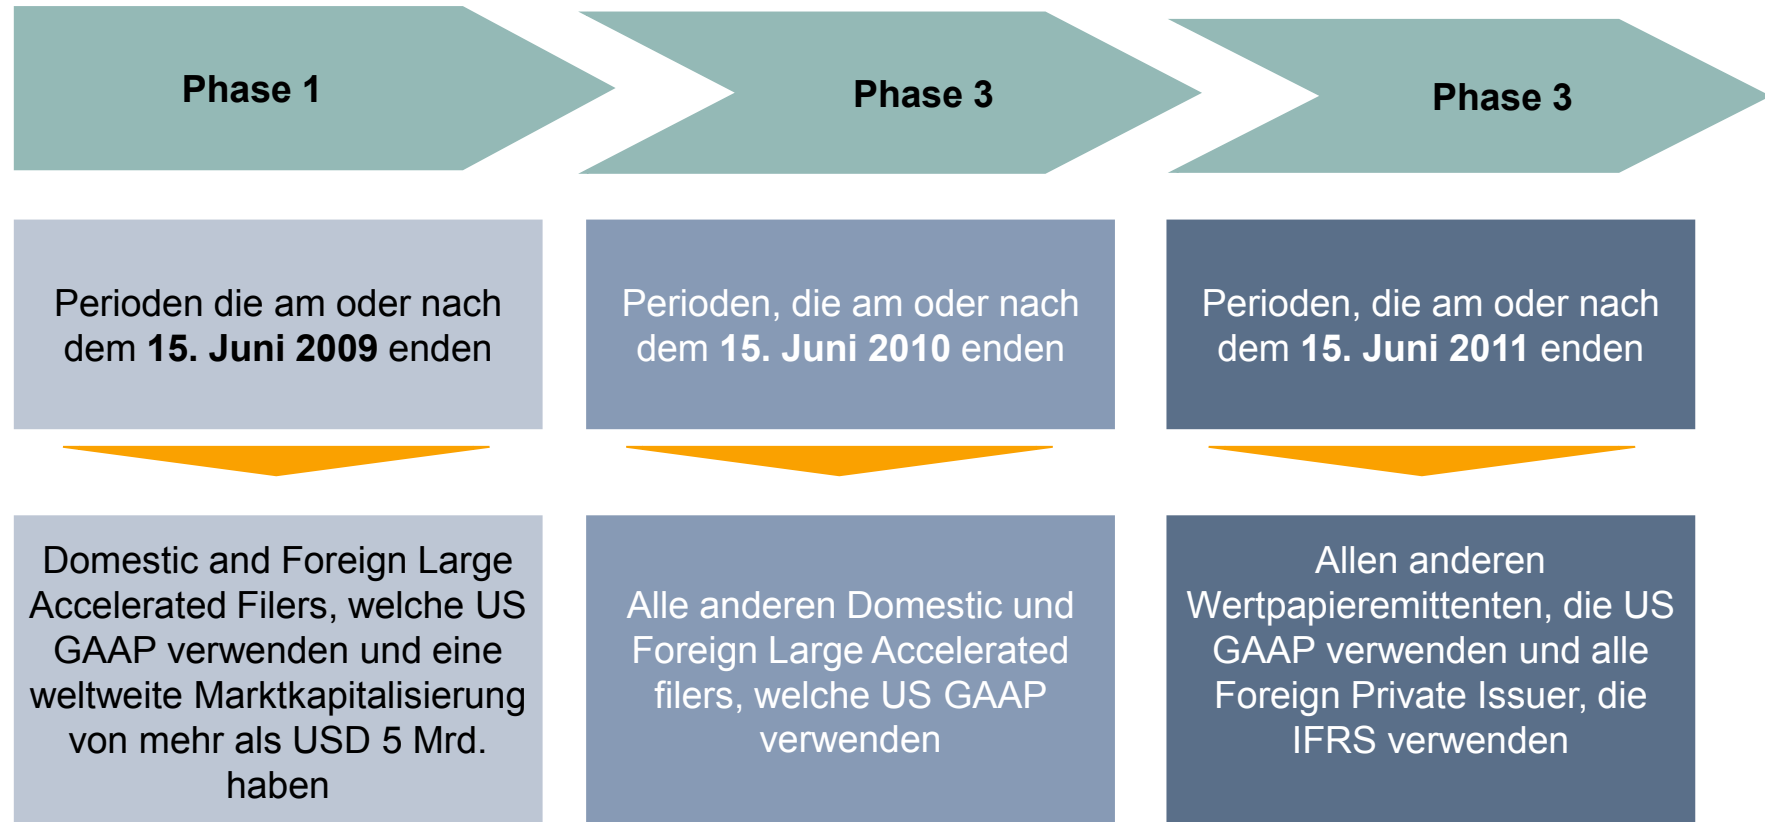 Phase 1
Phase 3
Phase 3
Perioden die am oder nach
dem 15. Juni 2009 enden
Perioden, die am oder nach
dem 15. Juni 2010 enden
Perioden, die am oder nach
dem 15. Juni 2011 enden
Domestic and Foreign Large
Accelerated Filers, welche US
GAAP verwenden und eine
weltweite Marktkapitalisierung
von mehr als USD 5 Mrd.
haben
Alle anderen Domestic und
Foreign Large Accelerated
filers, welche US GAAP
verwenden
Allen anderen
Wertpapieremittenten, die US
GAAP verwenden und alle
Foreign Private Issuer, die
IFRS verwenden